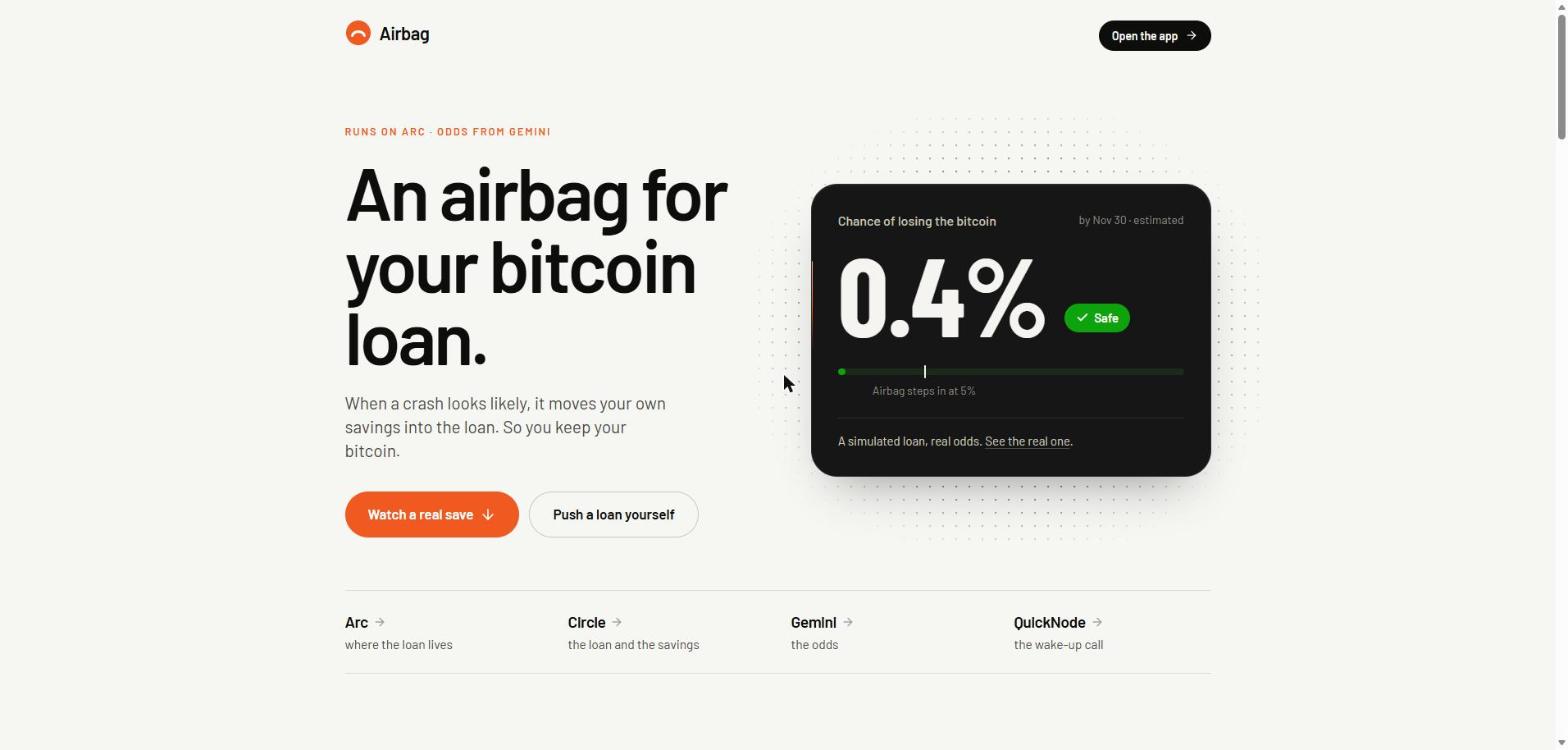 Airbag
Open the app →
RUNS ON ARC · ODDS FROM GEMINI
An airbag for
your bitcoin
loan.
When a crash looks likely, it moves your own
savings into the loan. So you keep your
bitcoin.
Watch a real save ↓
Push a loan yourself
Chance of losing the bitcoin
by Nov 30 · estimated
0.4%
Safe
Airbag steps in at 5%
A simulated loan, real odds. See the real one.
Arc →
where the loan lives
Circle →
the loan and the savings
Gemini →
the odds
QuickNode →
the wake-up call